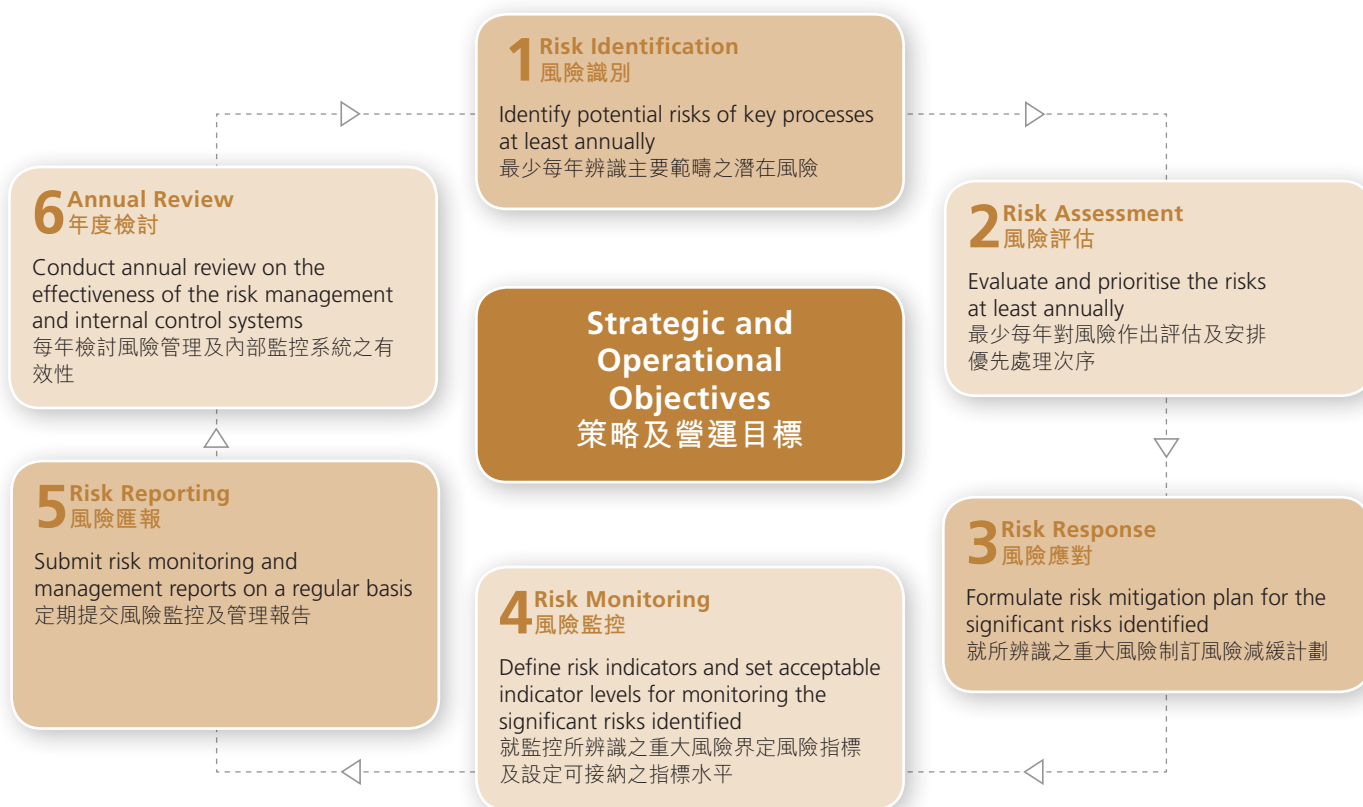 1 Risk Identification
風險識別
Identify potential risks of key processes
at least annually
最少每年辨識主要範疇之潛在風險
2 Risk Assessment
風險評估
Evaluate and prioritise the risks
at least annually
最少每年對風險作出評估及安排
優先處理次序
3 Risk Response
風險應對
Formulate risk mitigation plan for the
significant risks identified
就所辨識之重大風險制訂風險減緩計劃
4 Risk Monitoring
風險監控
Define risk indicators and set acceptable
indicator levels for monitoring the
significant risks identified
就監控所辨識之重大風險界定風險指標
及設定可接納之指標水平
5 Risk Reporting
風險匯報
Submit risk monitoring and
management reports on a regular basis
定期提交風險監控及管理報告
6 Annual Review
年度檢討
Conduct annual review on the
effectiveness of the risk management
and internal control systems
每年檢討風險管理及內部監控系統之有
效性
Strategic and
Operational
Objectives
策略及營運目標